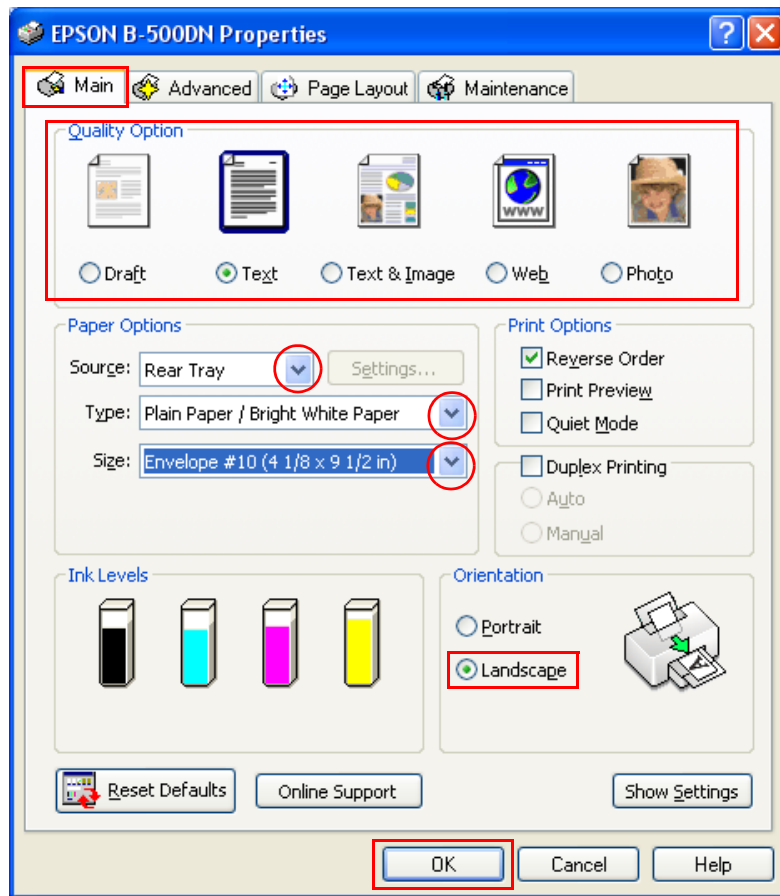 EPSON B-500DN Properties
Main
Advanced
Page Layout
Maintenance
Quality Option
WWW
Draft
Text
Text & Image
Web
Photo
Paper Options
Source:
Rear Tray
Settings...
Type:
Plain Paper / Bright White Paper
Size:
Envelope #10 (4 1/8 x 9 1/2 in)
Print Options
Reverse Order
Print Preview
Quiet Mode
Duplex Printing
Auto
Manual
Ink Levels
Orientation
Portrait
Landscape
A
Reset Defaults
Online Support
Show Settings
OK
Cancel
Help